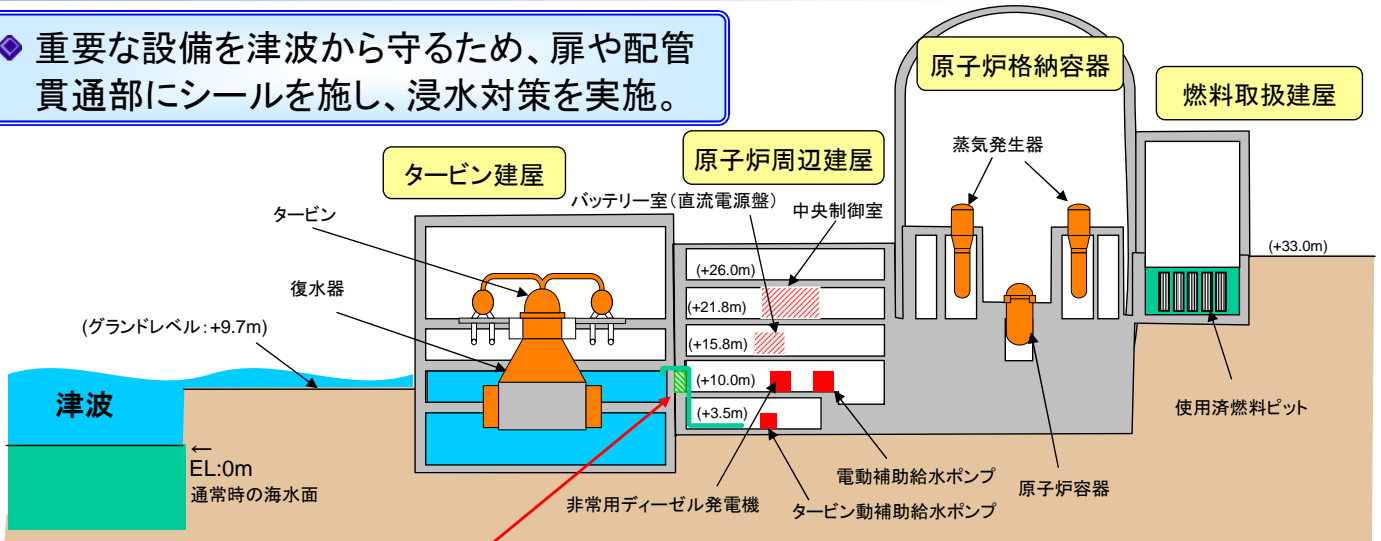 重要な設備を津波から守るため、扉や配管
貫通部にシールを施し、浸水対策を実施。
原子炉格納容器
燃料取扱建屋
タービン建屋
原子炉周辺建屋
蒸気発生器
バッテリー室(直流電源盤)
中央制御室
タービン
復水器
(グランドレベル:+9.7m)
(+33.0m)
(+26.0m)
(+21.8m)
(+15.8m)
(+10.0m)
(+3.5m)
津波
←
EL:0m
通常時の海水面
使用済燃料ピット
電動補助給水ポンプ
原子炉容器
非常用ディーゼル発電機
タービン動補助給水ポンプ